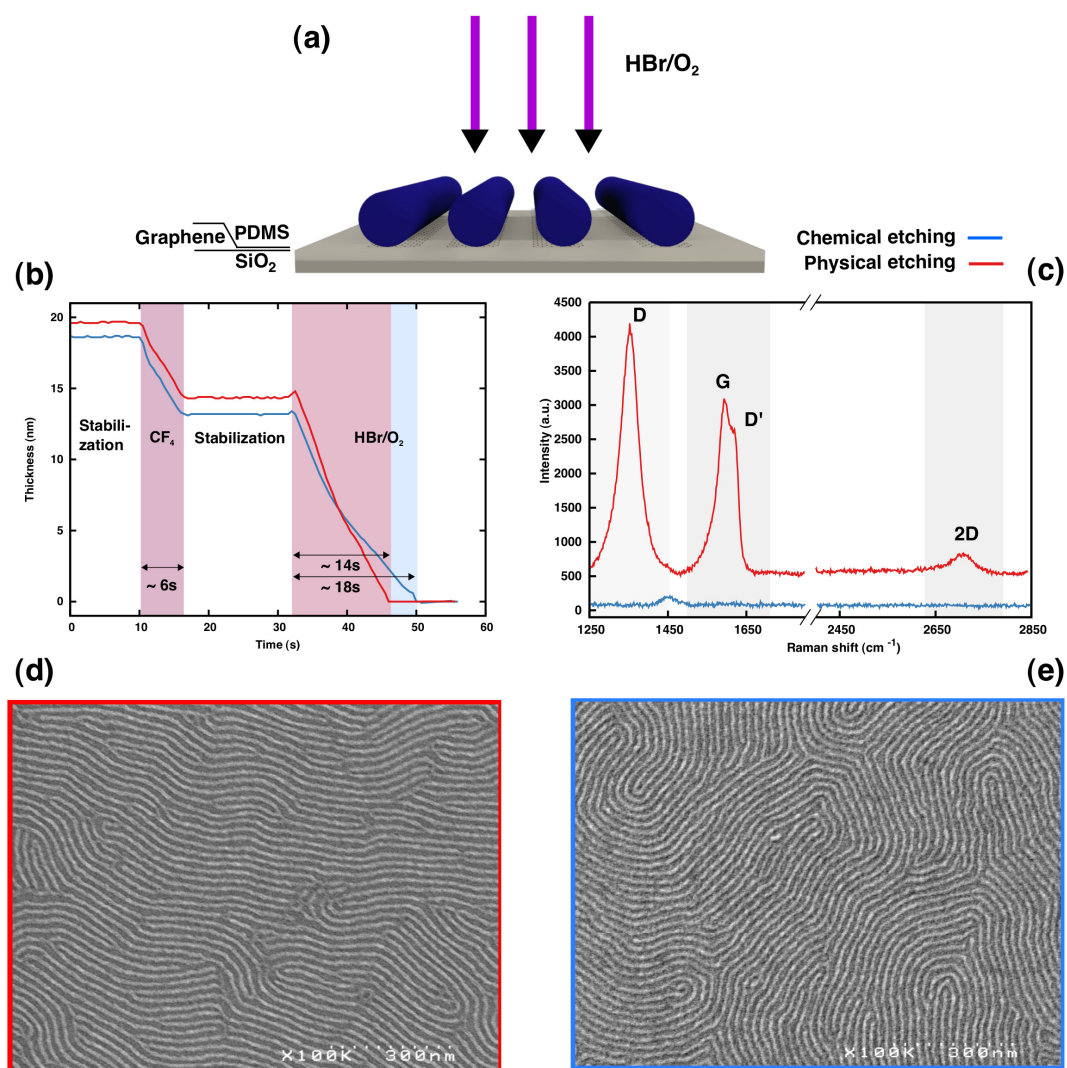 (a)
HBr/O2
Graphene PDMS
SiO2
Chemical etching
Physical etching
(b)
(c)
Thickness (nm)
20
15
10
5
0
Stabili-
zation
CF4
Stabilization
HBr/O2
~ 6s
~ 14s
~ 18s
0 10 20 30 40 50 60
Time (s)
Intensity (a.u.)
4500
4000
3500
3000
2500
2000
1500
1000
500
0
D
G
D'
2D
1250 1450 1650 2450 2650 2850
Raman shift (cm -1)
(d)
(e)
X100K 300nm
X100K 300nm